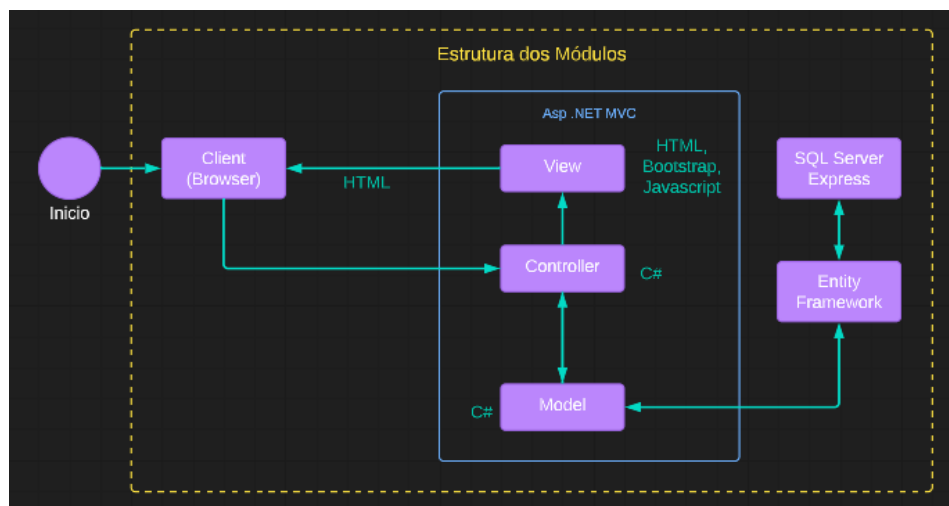 Estrutura dos Módulos
Asp .NET MVC
Client
(Browser)
HTML
View
HTML,
Bootstrap,
Javascript
SQL Server
Express
Inicio
Controller
C#
Entity
Framework
C#
Model